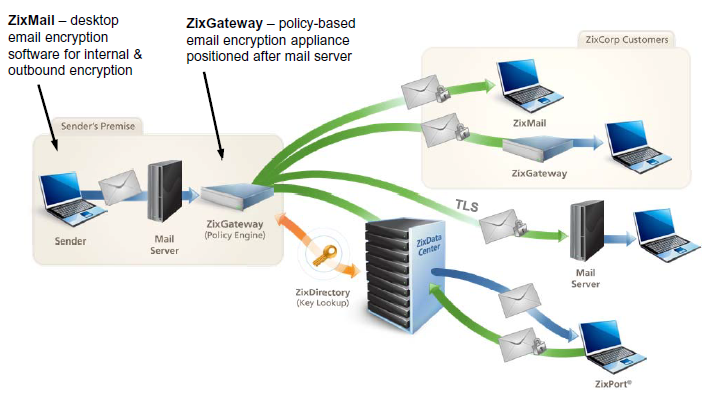 ZixMail – desktop
email encryption
software for internal &
outbound encryption
ZixGateway – policy-based
email encryption appliance
positioned after mail server
ZixCorp Customers
ZixMail
ZixGateway
Sender's Premise
Sender
Mail
Server
ZixGateway
(Policy Engine)
TLS
ZixData
Center
Mail
Server
ZixDirectory
(Key Lookup)
ZixPort®